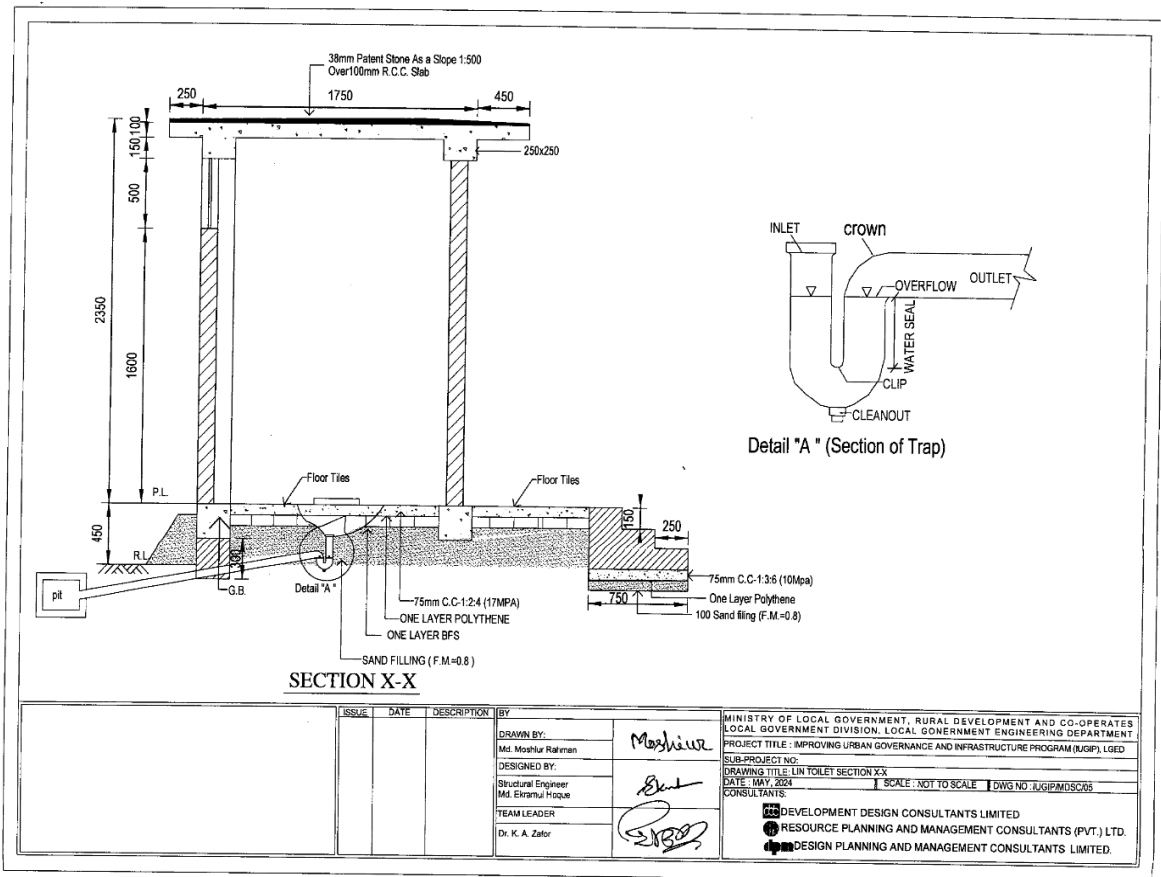 38mm Patent Stone As a Slope 1:500
Over100mm R.C.C. Slab
250
1750
450
100
150
250x250
500
2350
1600
P.L.
450
R.L.
300
pit
G.B.
Floor Tiles
Floor Tiles
Detail "A"
75mm C.C-1:2:4 (17MPA)
ONE LAYER POLYTHENE
ONE LAYER BFS
SAND FILLING ( F.M.=0.8 )
150
250
750
75mm C.C-1:3:6 (10Mpa)
One Layer Polythene
100 Sand filing (F.M.=0.8)
SECTION X-X
INLET
crown
OUTLET
OVERFLOW
WATER SEAL
CLIP
CLEANOUT
Detail "A " (Section of Trap)
ISSUE DATE DESCRIPTION BY
DRAWN BY:
Md. Moshlur Rahman
Moshiur
DESIGNED BY:
Structural Engineer
Md. Ekramul Hoque
TEAM LEADER
Dr. K. A. Zafor
MINISTRY OF LOCAL GOVERNMENT, RURAL DEVELOPMENT AND CO-OPERATES
LOCAL GOVERNMENT DIVISION. LOCAL GONERNMENT ENGINEERING DEPARTMENT
PROJECT TITLE : IMPROVING URBAN GOVERNANCE AND INFRASTRUCTURE PROGRAM (IUGIP), LGED
SUB-PROJECT NO:
DRAWING TITLE: LIN TOILET SECTION X-X
DATE : MAY, 2024 SCALE : NOT TO SCALE DWG NO : IUGIP/MDSC/05
CONSULTANTS:
DEVELOPMENT DESIGN CONSULTANTS LIMITED
RESOURCE PLANNING AND MANAGEMENT CONSULTANTS (PVT.) LTD.
dpm DESIGN PLANNING AND MANAGEMENT CONSULTANTS LIMITED.